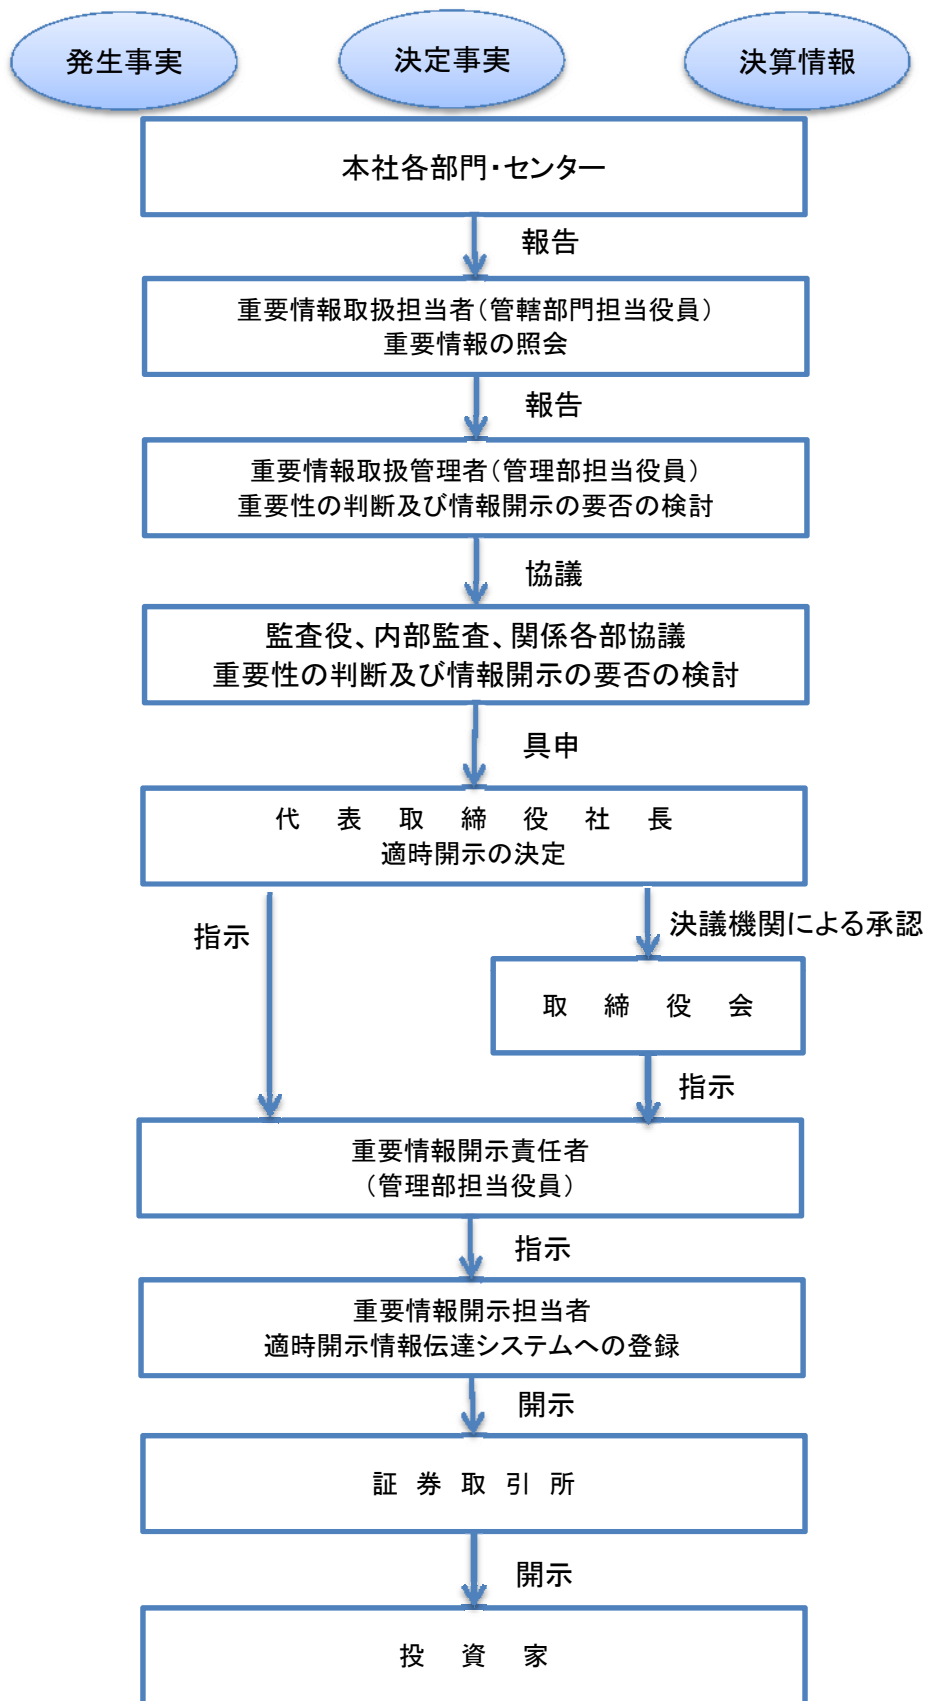 発生事実
決定事実
決算情報
本社各部門・センター
報告
重要情報取扱担当者（管轄部門担当役員）
重要情報の照会
報告
重要情報取扱管理者（管理部担当役員）
重要性の判断及び情報開示の要否の検討
協議
監査役、内部監査、関係各部協議
重要性の判断及び情報開示の要否の検討
具申
代　表　取　締　役　社　長
適時開示の決定
指示
決議機関による承認
取　締　役　会
指示
重要情報開示責任者
（管理部担当役員）
指示
重要情報開示担当者
適時開示情報伝達システムへの登録
開示
証 券 取 引 所
開示
投　資　家